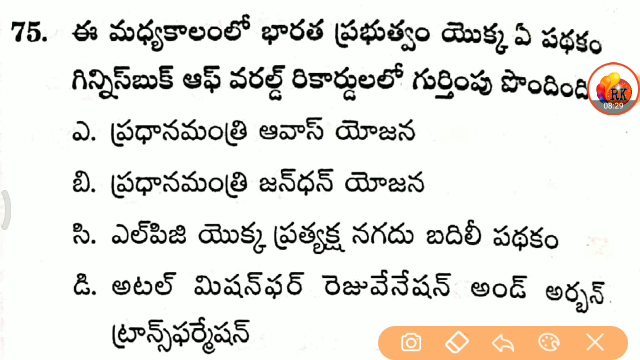 75. ఈ మధ్యకాలంలో భారత ప్రభుత్వం యొక్క ఏ పథకం
గిన్నిస్‌బుక్ ఆఫ్ వరల్డ్ రికార్డులలో గుర్తింపు పొందింది
RK
08:29
ఎ. ప్రధానమంత్రి ఆవాస్ యోజన
బి. ప్రధానమంత్రి జన్‌ధన్ యోజన
సి. ఎల్‌పిజి యొక్క ప్రత్యక్ష నగదు బదిలీ పథకం
డి. అటల్ మిషన్‌ఫర్ రెజువేనేషన్ అండ్ అర్బన్
ట్రాన్స్‌ఫర్మేషన్